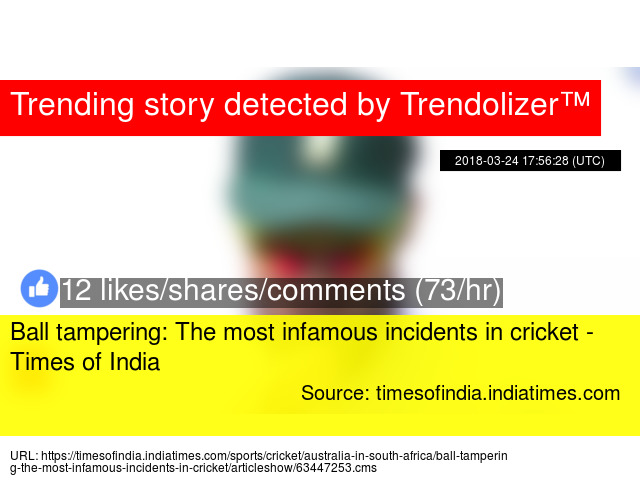 Trending story detected by Trendolizer™
2018-03-24 17:56:28 (UTC)
12 likes/shares/comments (73/hr)
Ball tampering: The most infamous incidents in cricket -
Times of India
Source: timesofindia.indiatimes.com
URL: https://timesofindia.indiatimes.com/sports/cricket/australia-in-south-africa/ball-tamperin
g-the-most-infamous-incidents-in-cricket/articleshow/63447253.cms